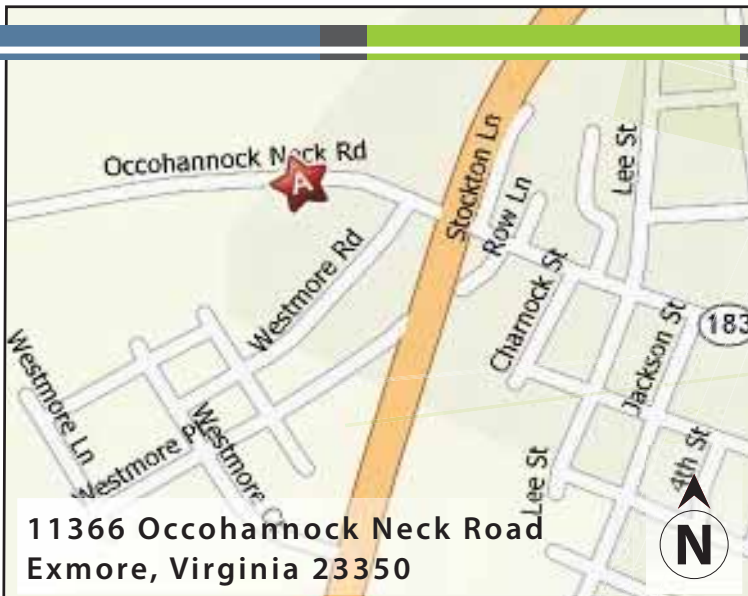 Occohannock Neck Rd
A
Stockton Ln
Row Ln
Lee St
Westmore Rd
Charnock St
183
Jackson St
Westmore Ln
Westmore Pl
Westmore
4th St
Lee St
11366 Occohannock Neck Road
Exmore, Virginia 23350
N